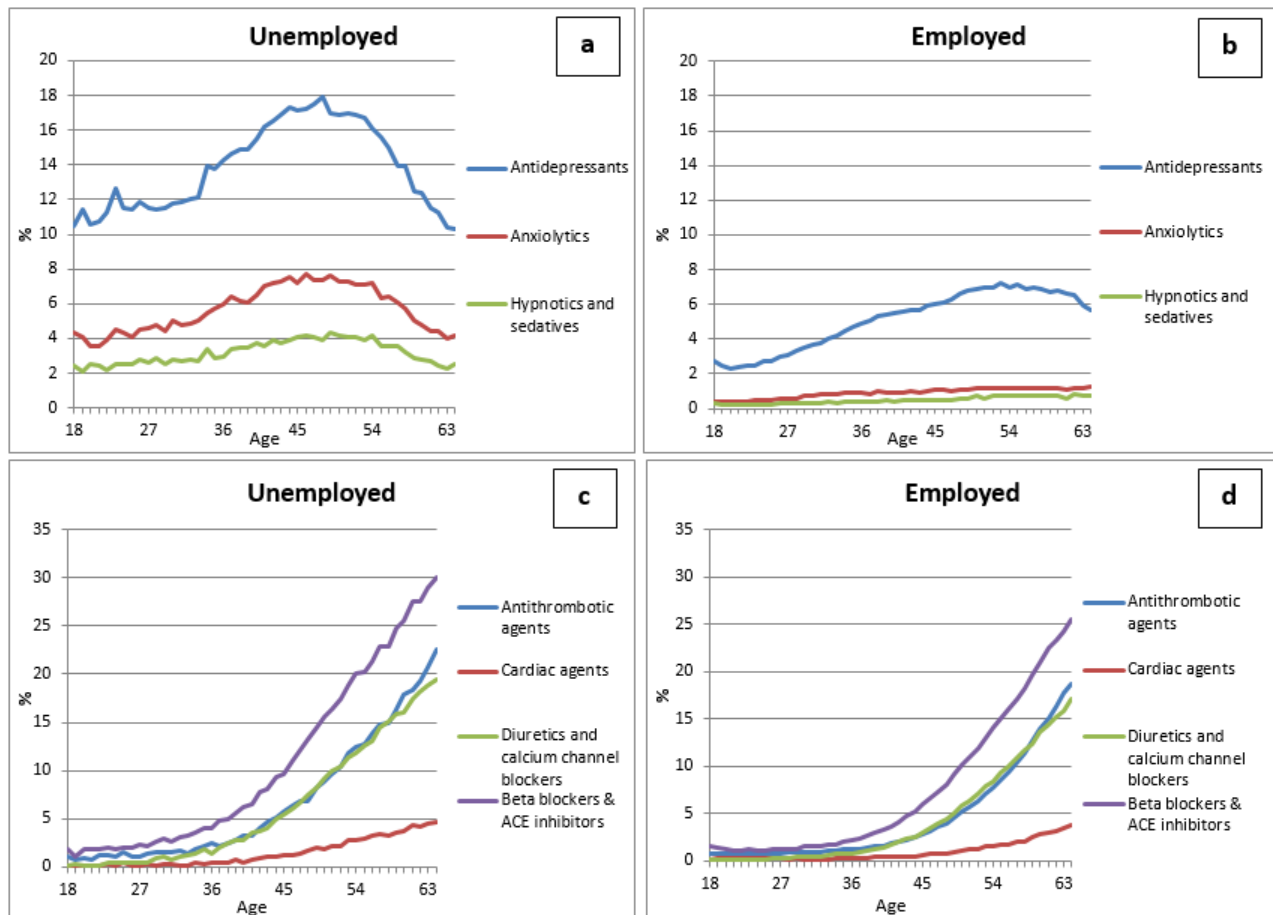 Unemployed
a
20
18
16
14
12
10
8
6
4
2
0
%
18
27
36
45
54
63
Age
Antidepressants
Anxiolytics
Hypnotics and
sedatives
Employed
b
20
18
16
14
12
10
8
6
4
2
0
%
18
27
36
45
54
63
Age
Antidepressants
Anxiolytics
Hypnotics and
sedatives
Unemployed
c
35
30
25
20
15
10
5
0
%
18
27
36
45
54
63
Age
Antithrombotic
agents
Cardiac agents
Diuretics and
calcium channel
blockers
Beta blockers &
ACE inhibitors
Employed
d
35
30
25
20
15
10
5
0
%
18
27
36
45
54
63
Age
Antithrombotic
agents
Cardiac agents
Diuretics and
calcium channel
blockers
Beta blockers &
ACE inhibitors